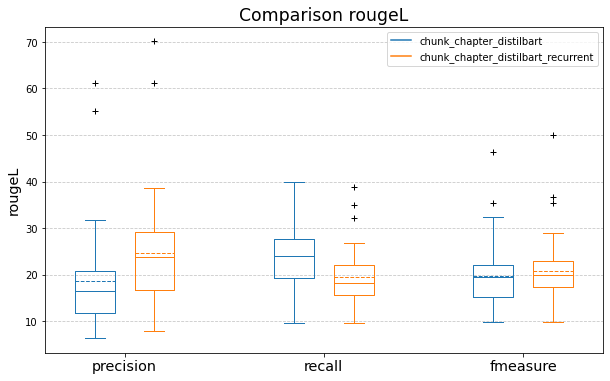 Comparison rougeL
chunk_chapter_distilbart
chunk_chapter_distilbart_recurrent
rougeL
70
60
50
40
30
20
10
precision
recall
fmeasure